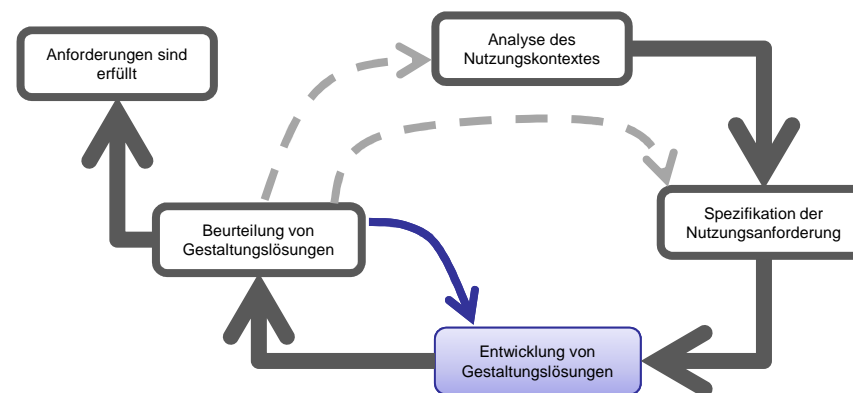 Anforderungen sind
erfüllt
Analyse des
Nutzungskontextes
Beurteilung von
Gestaltungslösungen
Spezifikation der
Nutzungsanforderung
Entwicklung von
Gestaltungslösungen